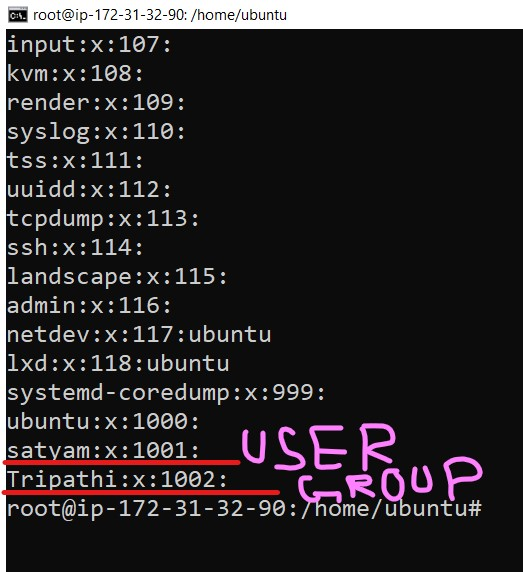 root@ip-172-31-32-90: /home/ubuntu
input:x:107:
kvm:x:108:
render:x:109:
syslog:x:110:
tss:x:111:
uuidd:x:112:
tcpdump:x:113:
ssh:x:114:
landscape:x:115:
admin:x:116:
netdev:x:117:ubuntu
lxd:x:118:ubuntu
systemd-coredump:x:999:
ubuntu:x:1000:
satyam:x:1001: USER
Tripathi:x:1002: GROUP
root@ip-172-31-32-90:/home/ubuntu#